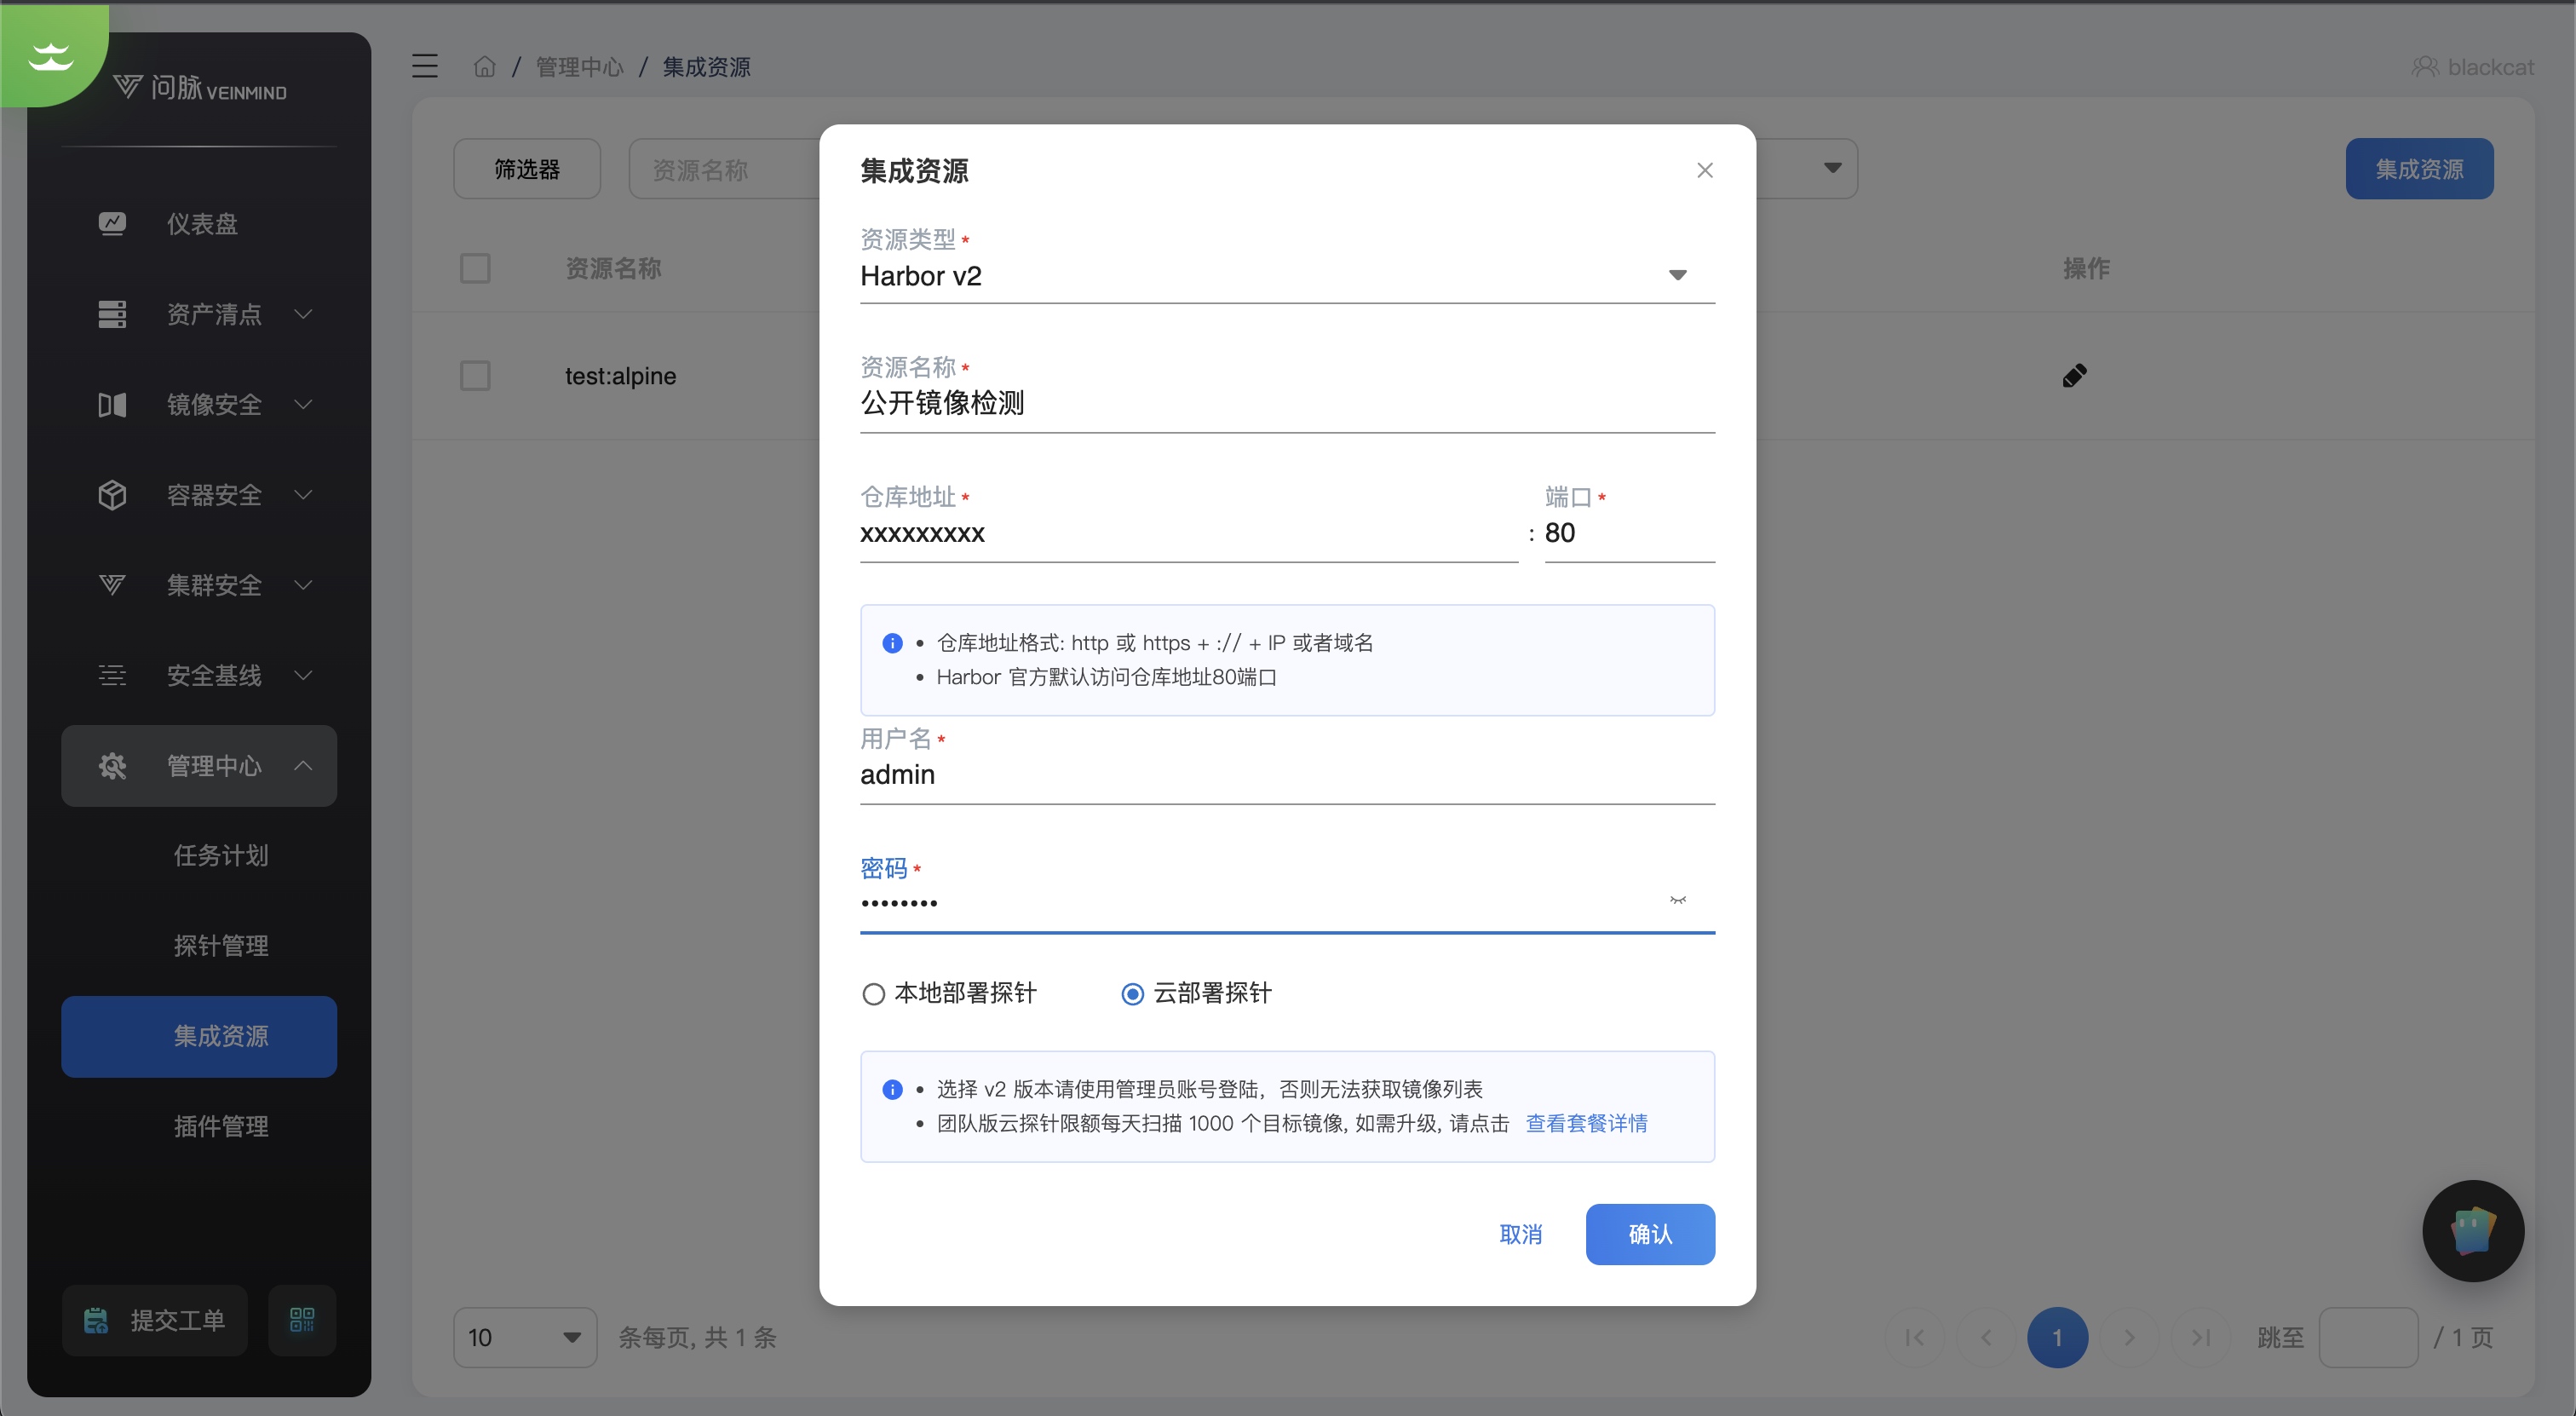 问脉 VEINMIND
仪表盘
资产清点
镜像安全
容器安全
集群安全
安全基线
管理中心
任务计划
探针管理
集成资源
插件管理
提交工单
/ 管理中心 / 集成资源
blackcat
筛选器
资源名称
集成资源
资源名称
操作
test:alpine
集成资源
资源类型 *
Harbor v2
资源名称 *
公开镜像检测
仓库地址 * 端口 *
xxxxxxxxx : 80
• 仓库地址格式: http 或 https + :// + IP 或者域名
• Harbor 官方默认访问仓库地址80端口
用户名 *
admin
密码 *
••••••••
本地部署探针 云部署探针
• 选择 v2 版本请使用管理员账号登陆，否则无法获取镜像列表
• 团队版云探针限额每天扫描 1000 个目标镜像, 如需升级, 请点击 查看套餐详情
取消 确认
10 条每页, 共 1 条
1 跳至 / 1 页